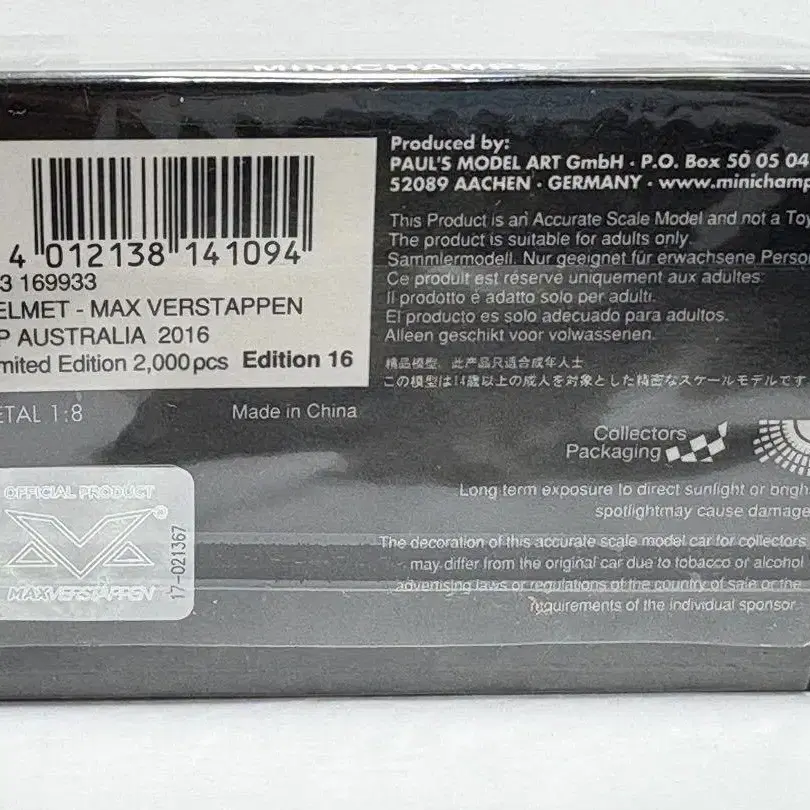 MINICHAMPS
4 012138 141094
3 169933
ELMET - MAX VERSTAPPEN
P AUSTRALIA 2016
mited Edition 2,000pcs Edition 16
ETAL 1:8
Made in China
OFFICIAL PRODUCT
MAXVERSTAPPEN
17-021367
Produced by:
PAUL'S MODEL ART GmbH · P.O. Box 50 05 04
52089 AACHEN · GERMANY · www.minichamp
This Product is an Accurate Scale Model and not a Toy
The product is suitable for adults only.
Sammlermodell. Nur geeignet für erwachsene Person
Ce produit est réservé uniquement aux adultes.
Il prodotto è adatto solo per adulti.
El producto es solo adecuado para adultos.
Alleen geschikt voor volwassenen.
精品模型，此产品只适合成年人士
この模型は14歳以上の成人を対象とした精密なスケールモデルです
Collectors
Packaging
Long term exposure to direct sunlight or brigh
spotlightmay cause damage
The decoration of this accurate scale model car for collectors
may differ from the original car due to tobacco or alcohol
advertising laws or regulations of the country of sale or the
requirements of the individual sponsor.